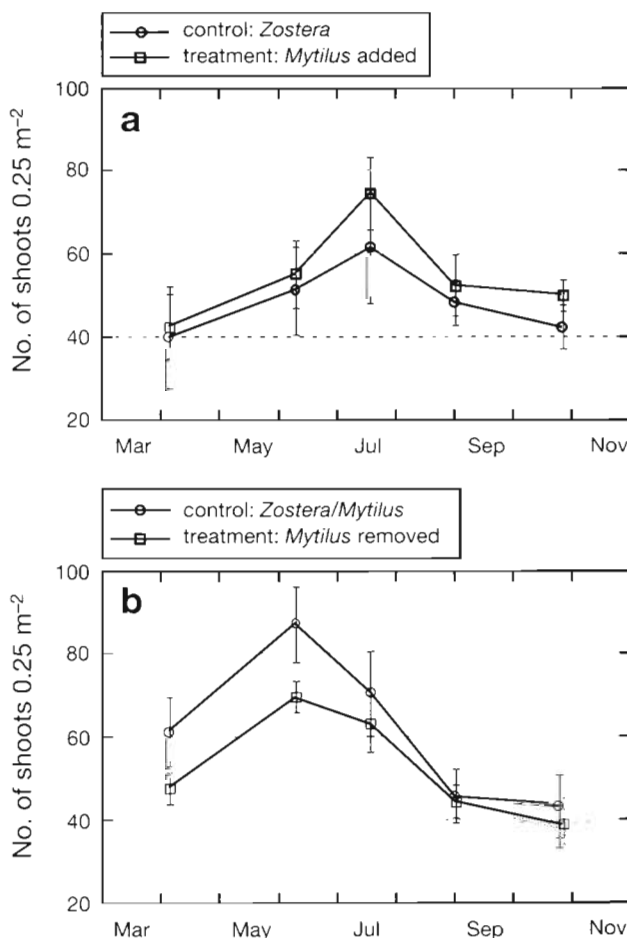 control: Zostera
treatment: Mytilus added
a
No. of shoots 0.25 m⁻²
100
80
60
40
20
Mar May Jul Sep Nov
control: Zostera/Mytilus
treatment: Mytilus removed
b
No. of shoots 0.25 m⁻²
100
80
60
40
20
Mar May Jul Sep Nov